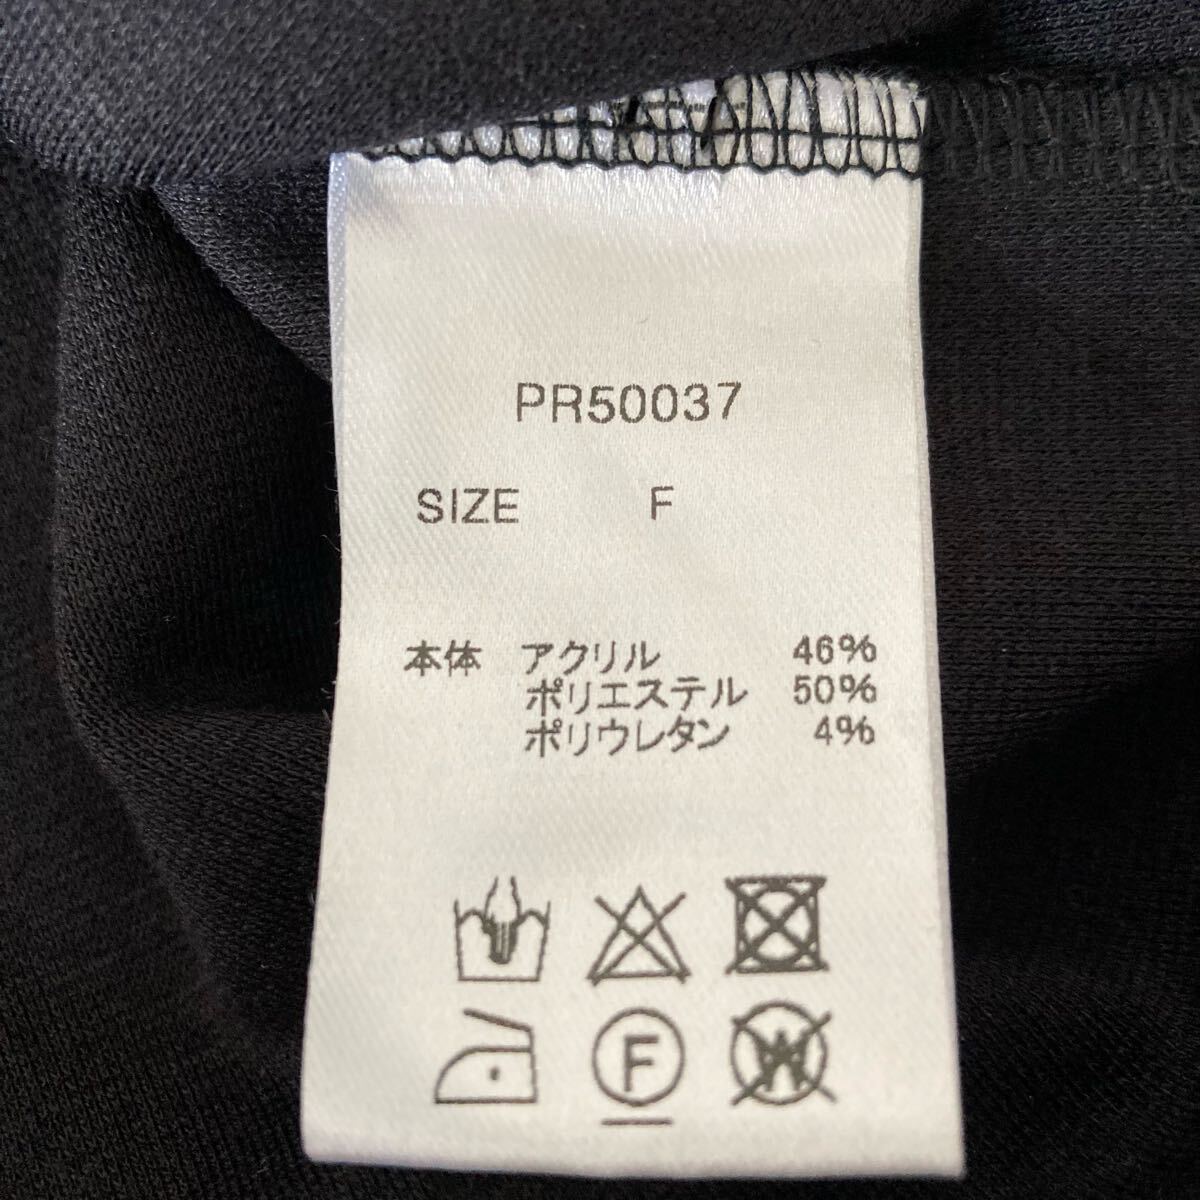 PR50037
SIZE F
本体 アクリル 46%
ポリエステル 50%
ポリウレタン 4%
F W